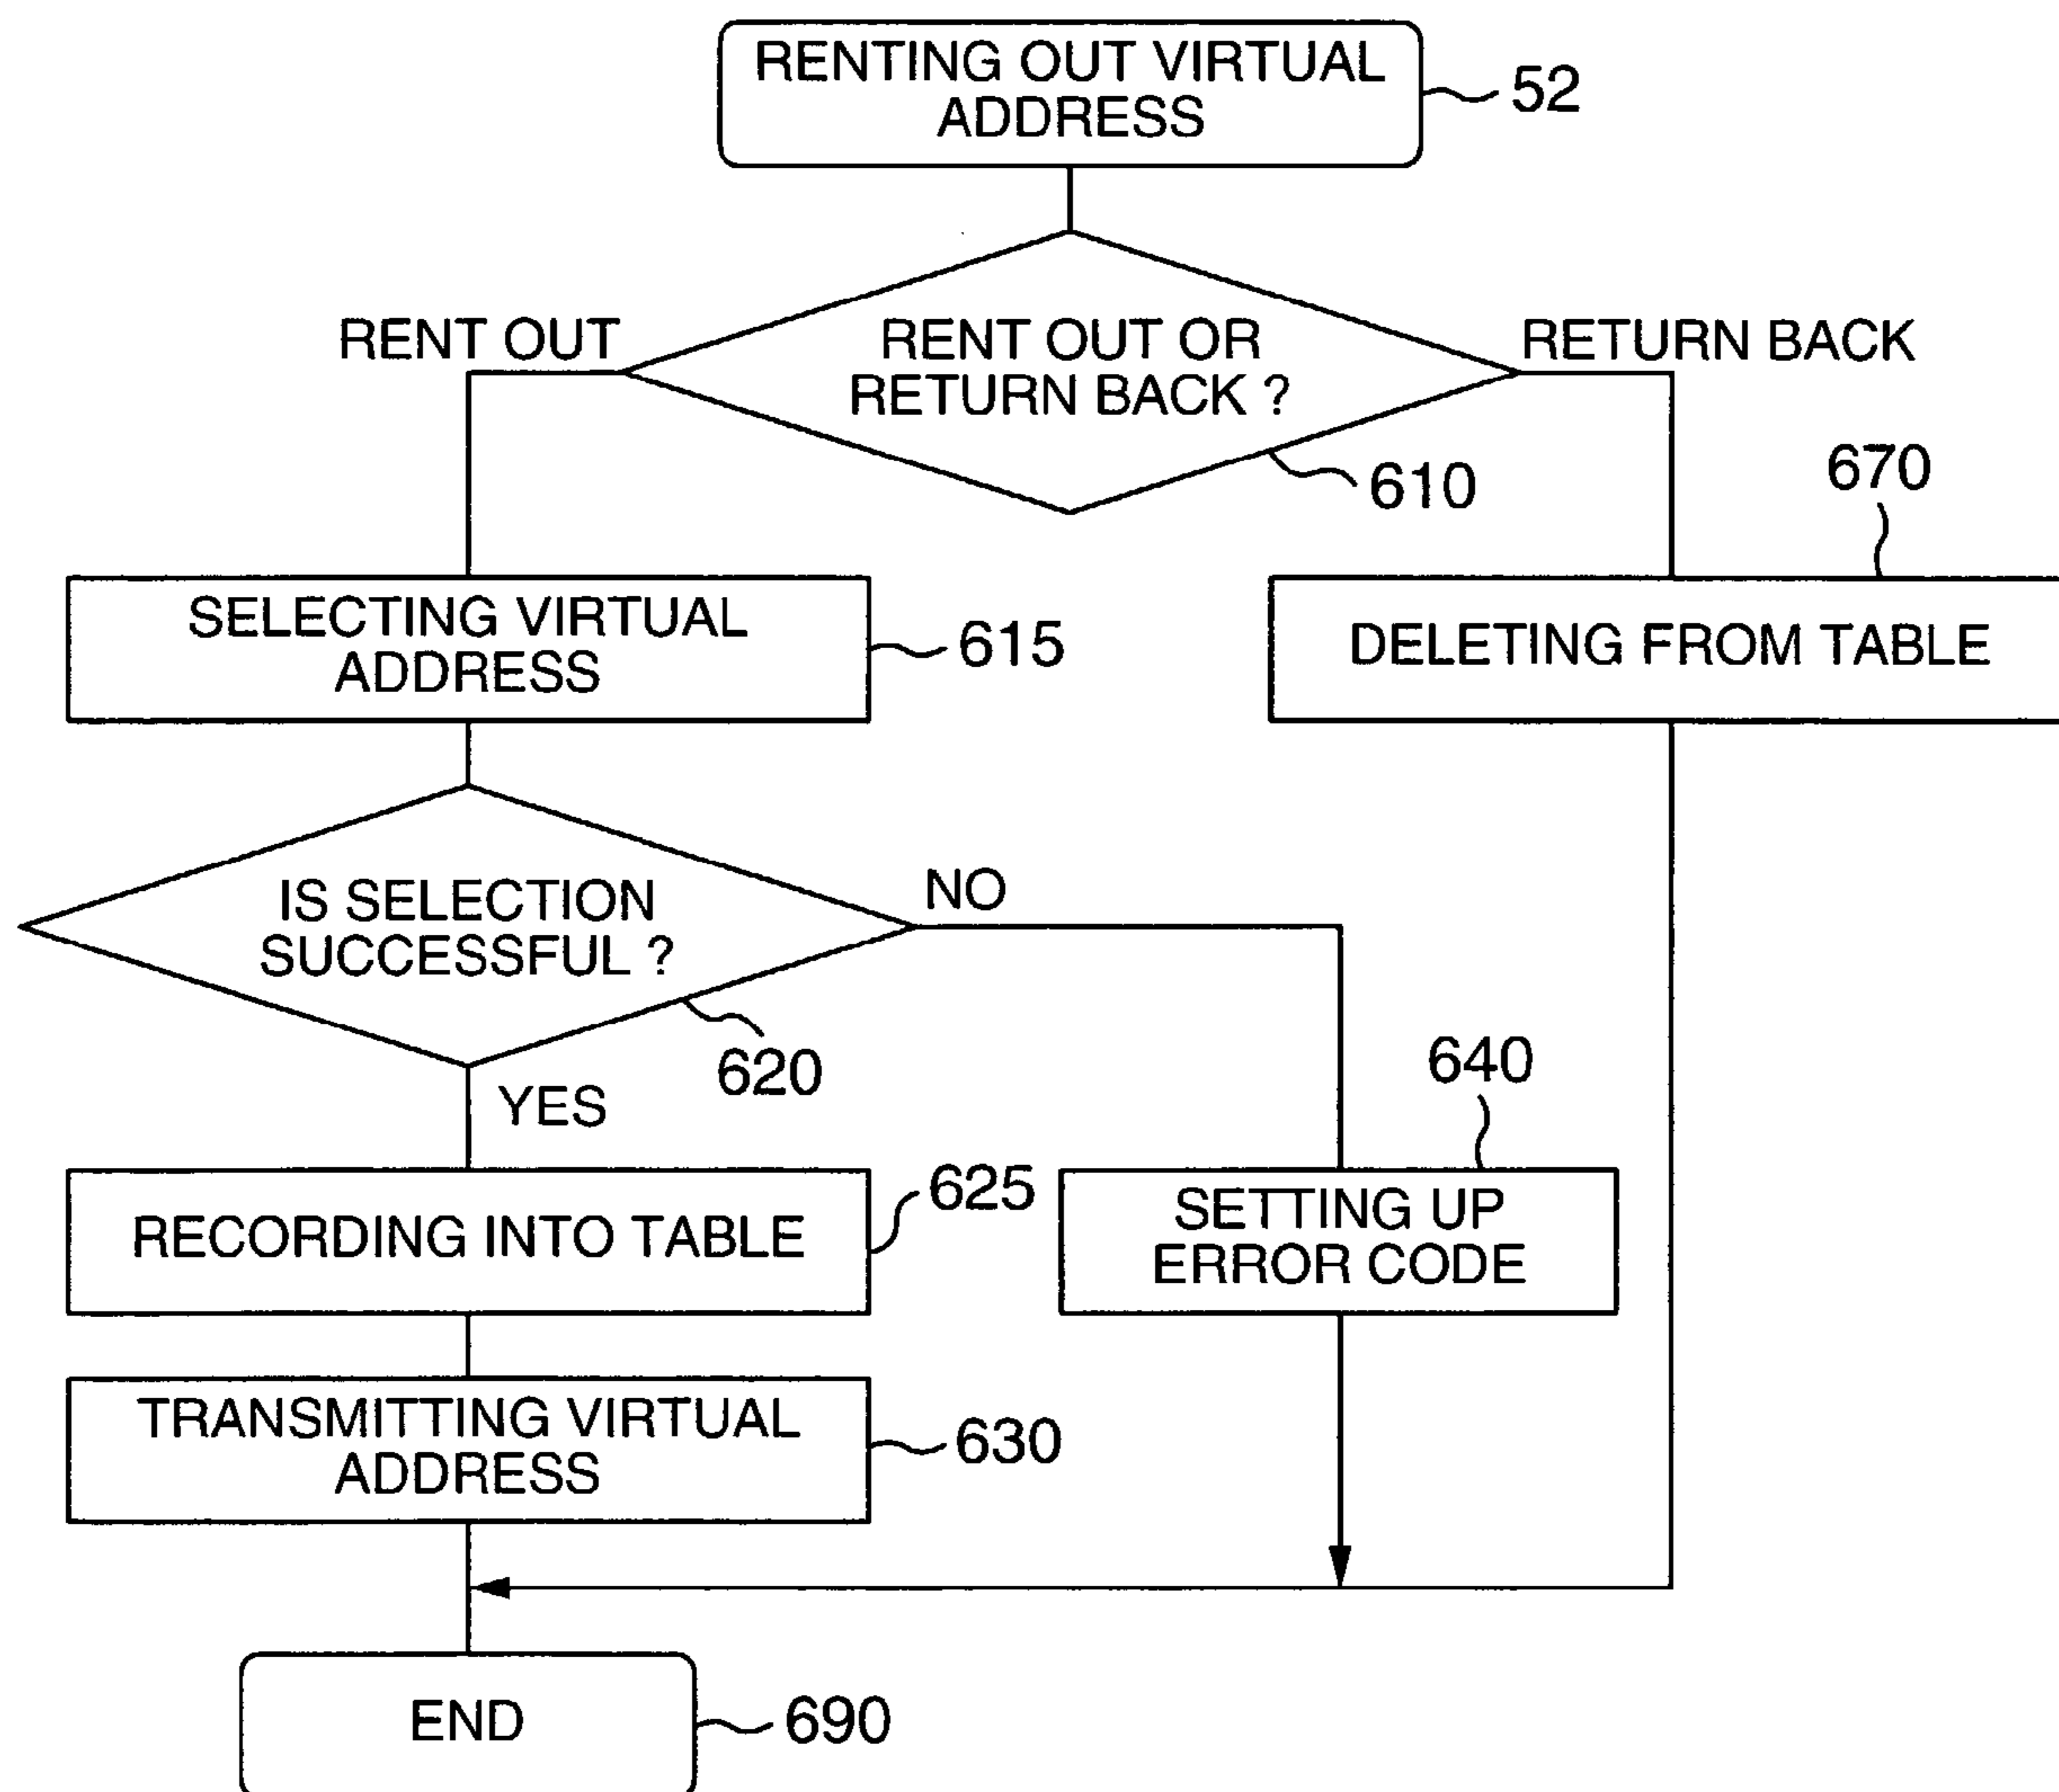 RENTING OUT VIRTUAL
ADDRESS
52
RENT OUT
RENT OUT OR
RETURN BACK ?
RETURN BACK
610
670
SELECTING VIRTUAL
ADDRESS
615
DELETING FROM TABLE
IS SELECTION
SUCCESSFUL ?
NO
620
YES
640
RECORDING INTO TABLE
625
SETTING UP
ERROR CODE
TRANSMITTING VIRTUAL
ADDRESS
630
END
690